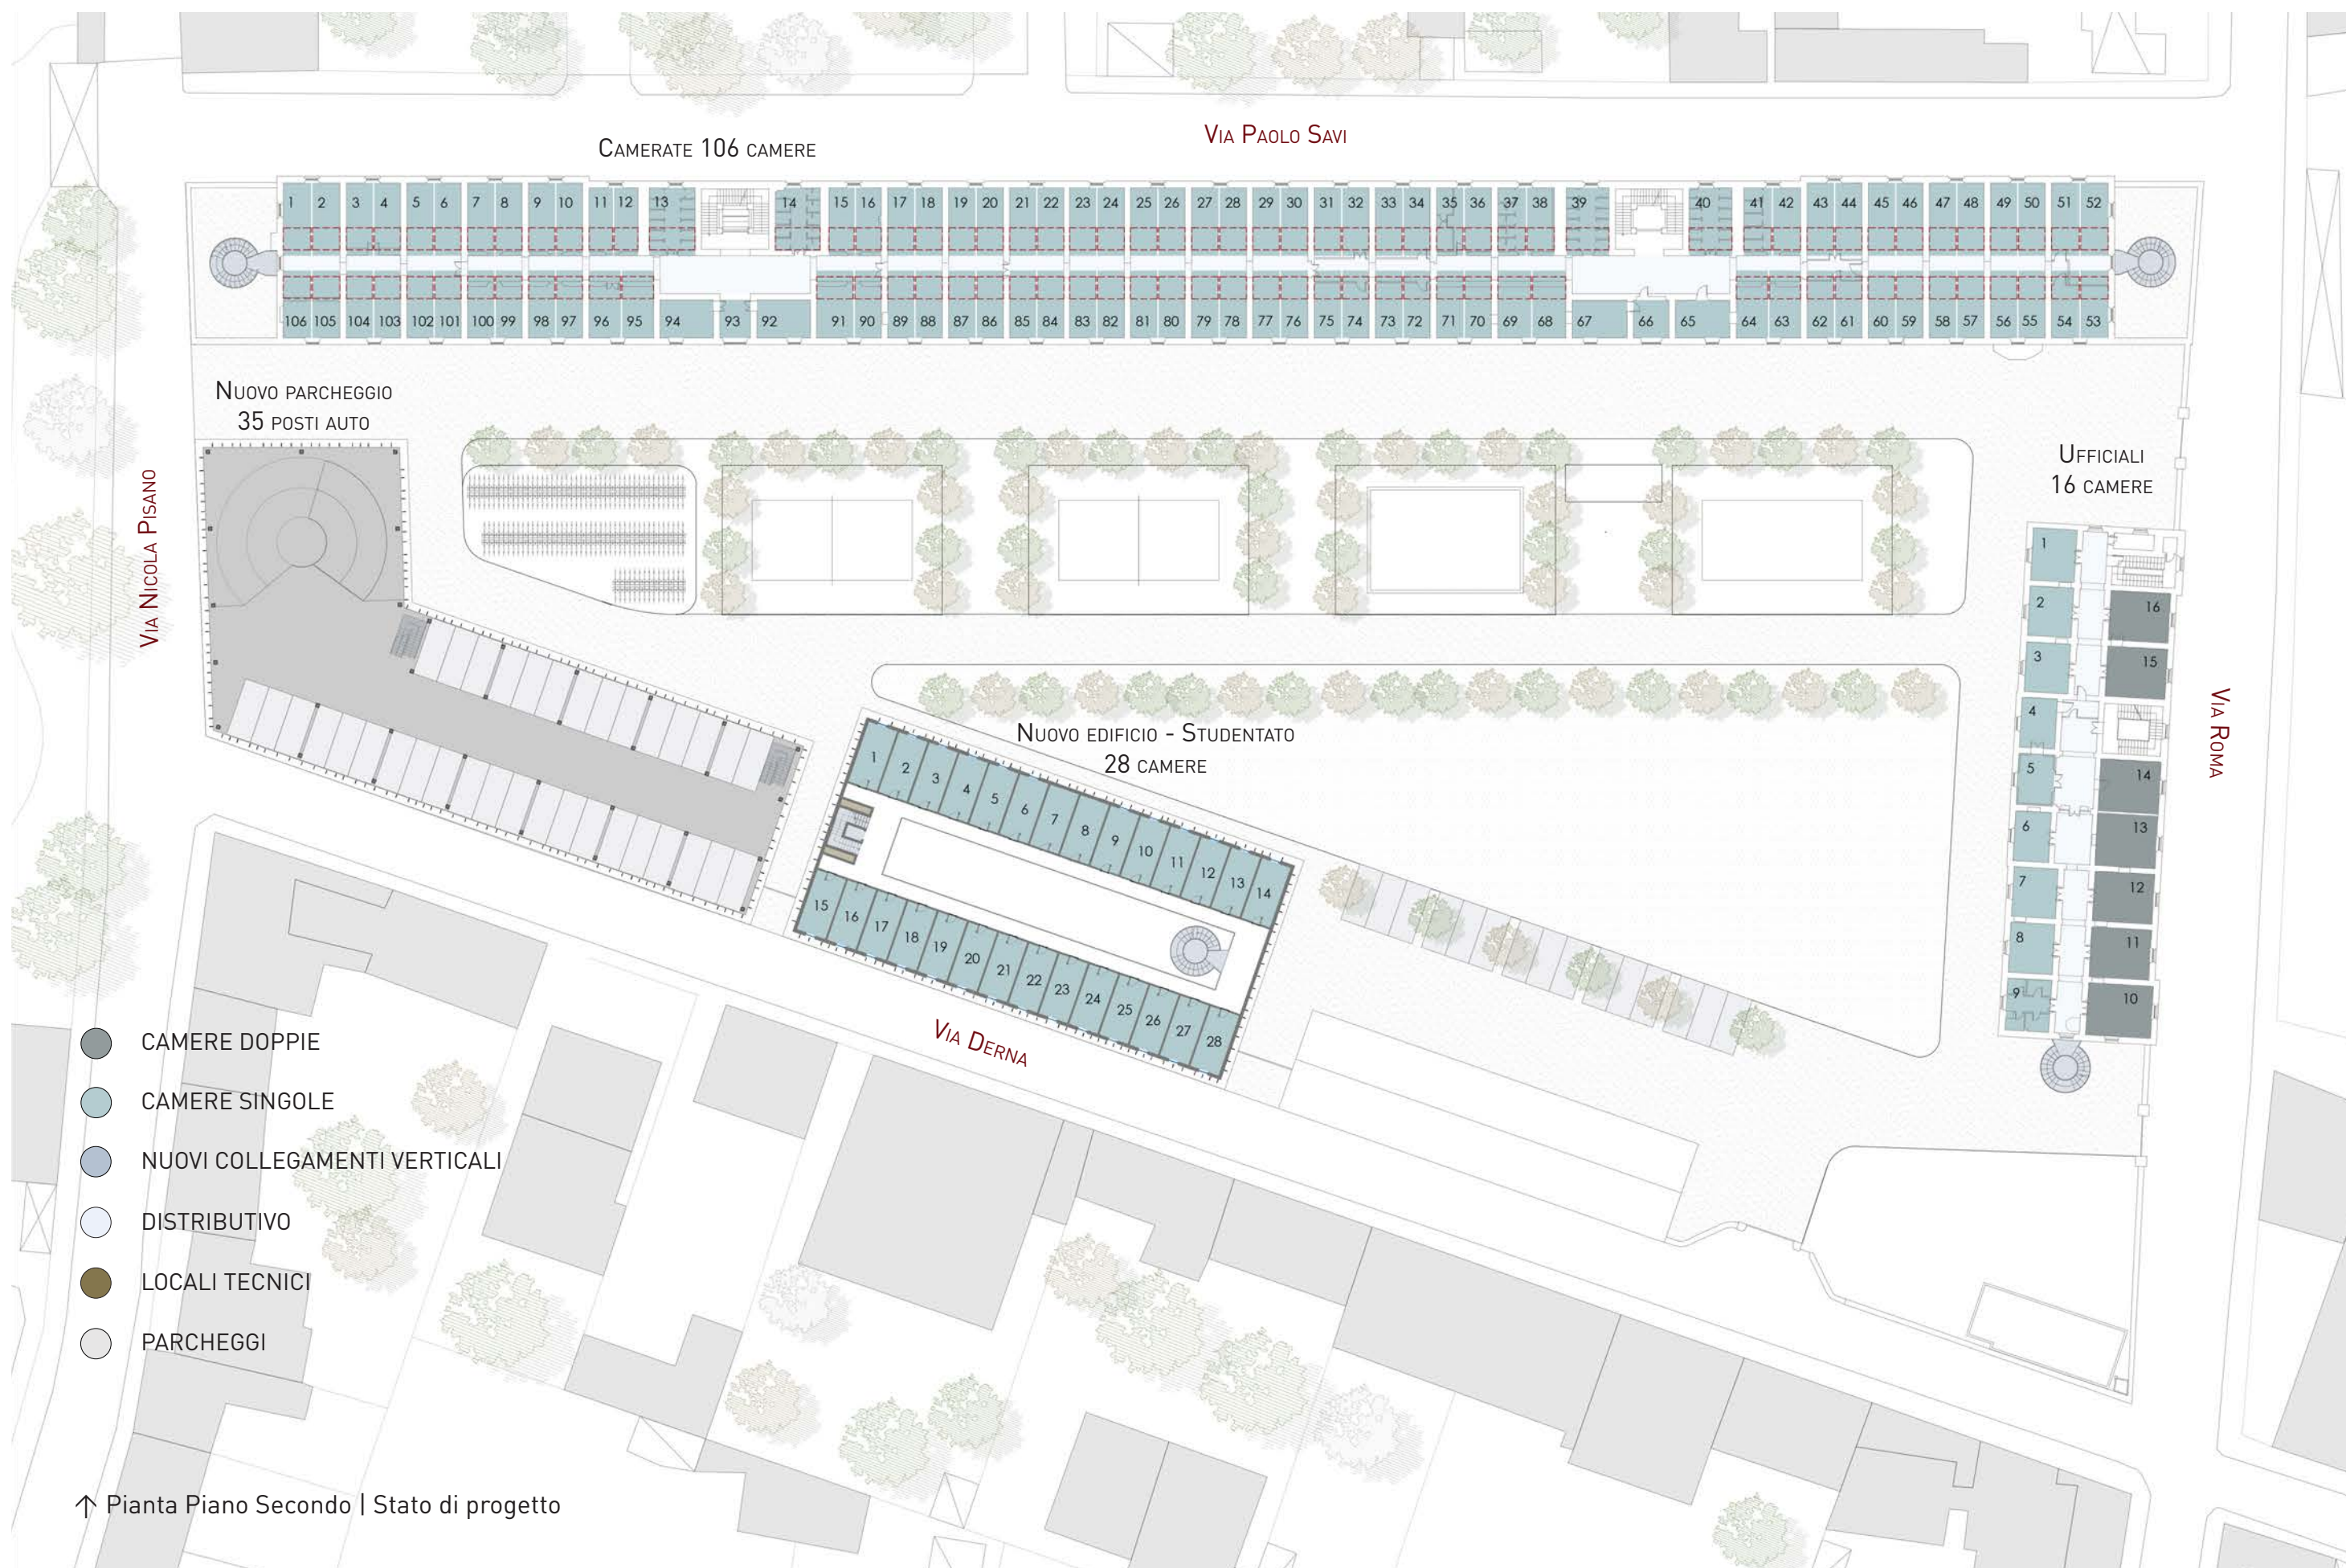 Via Paolo Savi
Camerate 106 camere
1 2 3 4 5 6 7 8 9 10 11 12 13 14 15 16 17 18 19 20 21 22 23 24 25 26 27 28 29 30 31 32 33 34 35 36 37 38 39 40 41 42 43 44 45 46 47 48 49 50 51 52
106 105 104 103 102 101 100 99 98 97 96 95 94 93 92 91 90 89 88 87 86 85 84 83 82 81 80 79 78 77 76 75 74 73 72 71 70 69 68 67 66 65 64 63 62 61 60 59 58 57 56 55 54 53
Nuovo parcheggio
35 posti auto
Via Nicola Pisano
Ufficiali
16 camere
1
2
16
3
15
4
5
14
6
13
7
12
8
11
9
10
Via Roma
Nuovo edificio - Studentato
28 camere
1 2 3 4 5 6 7 8 9 10 11 12 13 14
15 16 17 18 19 20 21 22 23 24 25 26 27 28
Via Derna
CAMERE DOPPIE
CAMERE SINGOLE
NUOVI COLLEGAMENTI VERTICALI
DISTRIBUTIVO
LOCALI TECNICI
PARCHEGGI
↑ Pianta Piano Secondo | Stato di progetto